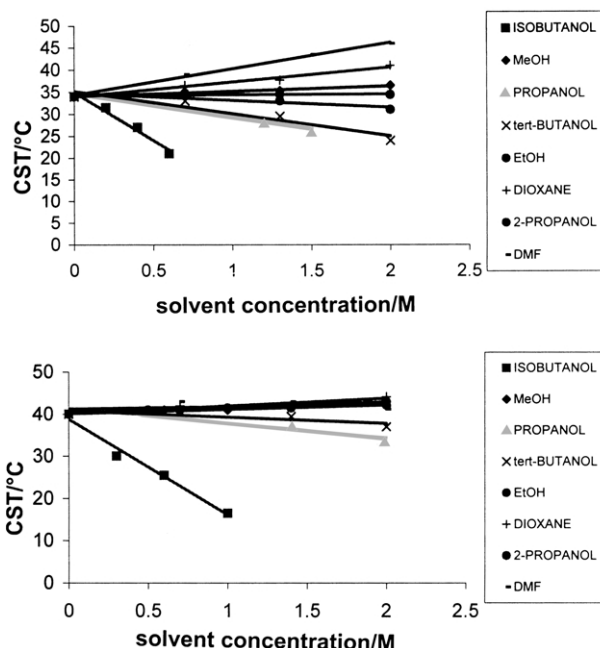 50
45
40
35
30
25
20
15
10
5
0
CST/°C
0 0.5 1 1.5 2 2.5
solvent concentration/M
ISOBUTANOL
MeOH
PROPANOL
tert-BUTANOL
EtOH
DIOXANE
2-PROPANOL
DMF
50
40
30
20
10
0
CST/°C
0 0.5 1 1.5 2 2.5
solvent concentration/M
ISOBUTANOL
MeOH
PROPANOL
tert-BUTANOL
EtOH
DIOXANE
2-PROPANOL
DMF